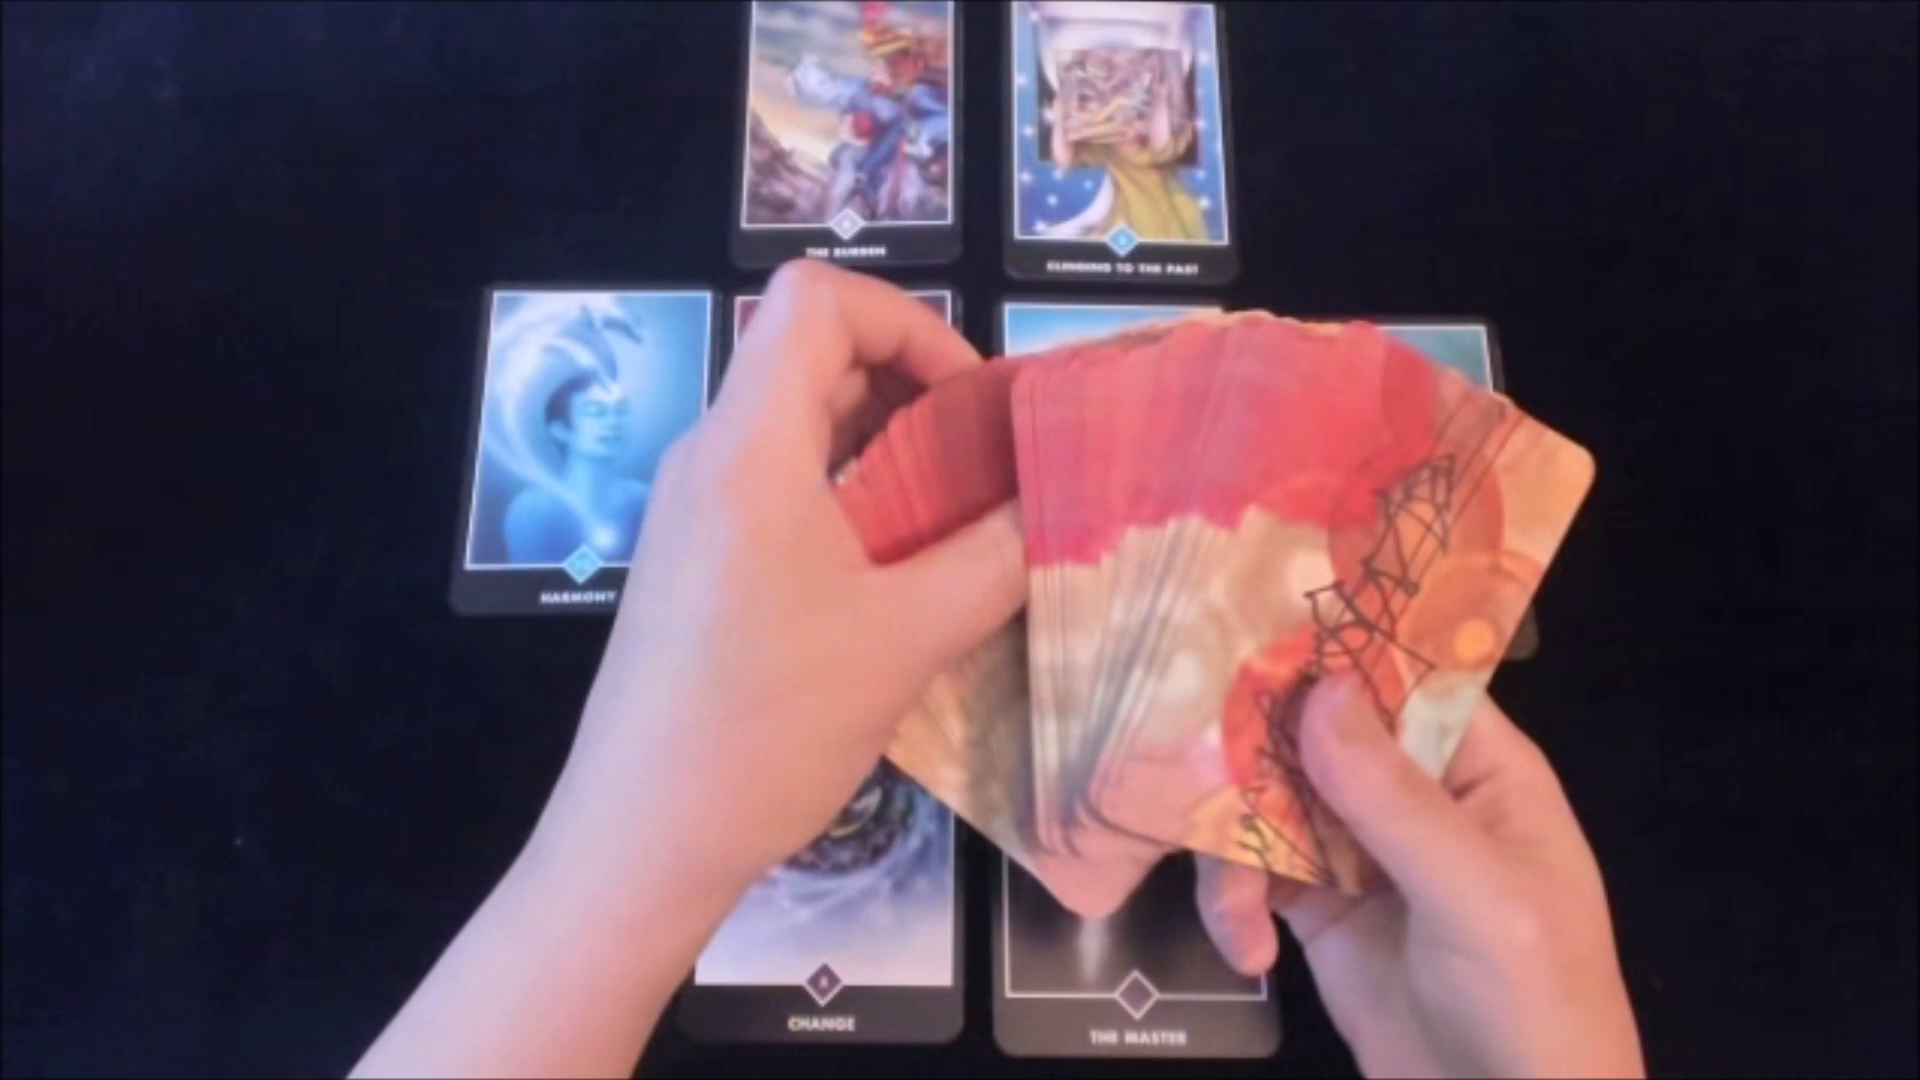 THE BURDEN
CLINGING TO THE PAST
HARMONY
CHANGE
THE MASTER